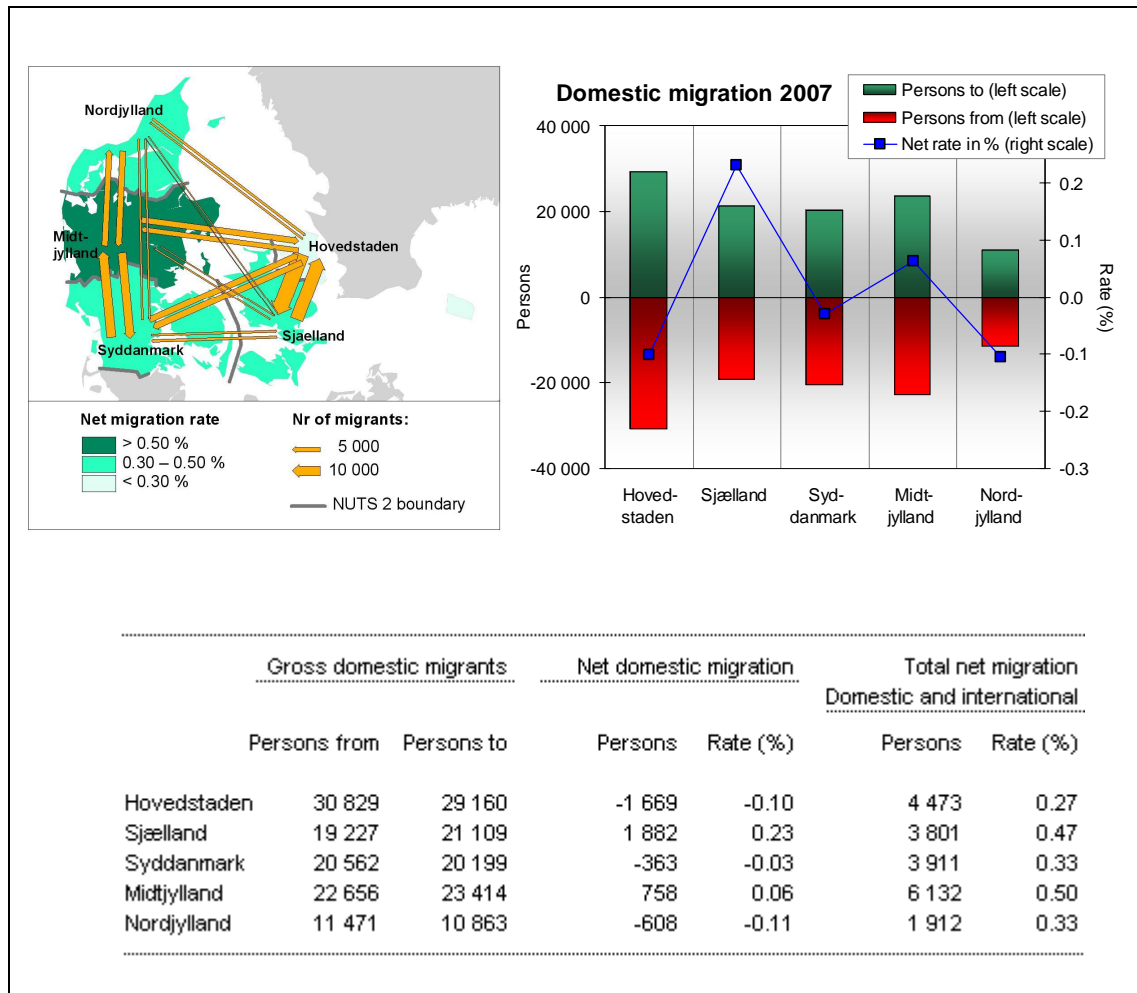 Nordjylland
Midt-
jylland
Hovedstaden
Syddanmark
Sjaelland
Net migration rate
> 0.50 %
0.30 – 0.50 %
< 0.30 %
Nr of migrants:
5 000
10 000
NUTS 2 boundary
Domestic migration 2007
Persons to (left scale)
Persons from (left scale)
Net rate in % (right scale)
40 000
20 000
0
-20 000
-40 000
Persons
0.2
0.1
0.0
-0.1
-0.2
-0.3
Rate (%)
Hoved-
staden
Sjælland
Syd-
danmark
Midt-
jylland
Nord-
jylland
Gross domestic migrants Net domestic migration Total net migration
Domestic and international
Persons from Persons to Persons Rate (%) Persons Rate (%)
Hovedstaden 30 829 29 160 -1 669 -0.10 4 473 0.27
Sjælland 19 227 21 109 1 882 0.23 3 801 0.47
Syddanmark 20 562 20 199 -363 -0.03 3 911 0.33
Midtjylland 22 656 23 414 758 0.06 6 132 0.50
Nordjylland 11 471 10 863 -608 -0.11 1 912 0.33